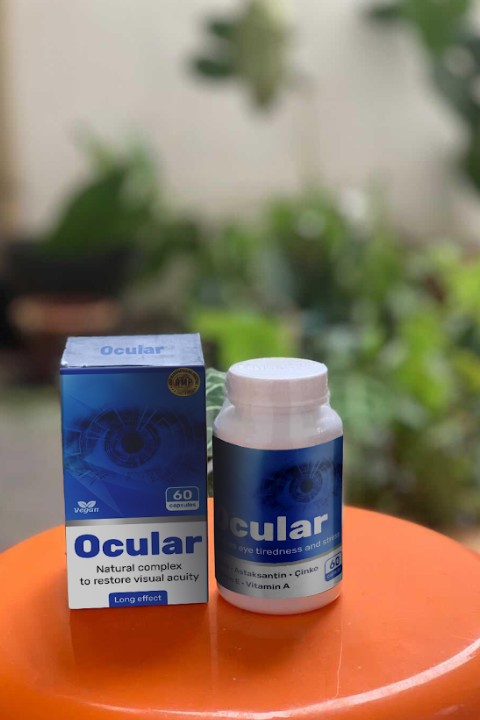 Ocular
GMP
Vegan
60
capsules
Ocular
Natural complex
to restore visual acuity
Long effect
Ocular
eye tiredness and
Astaksantin • Çinko
60
• Vitamin A